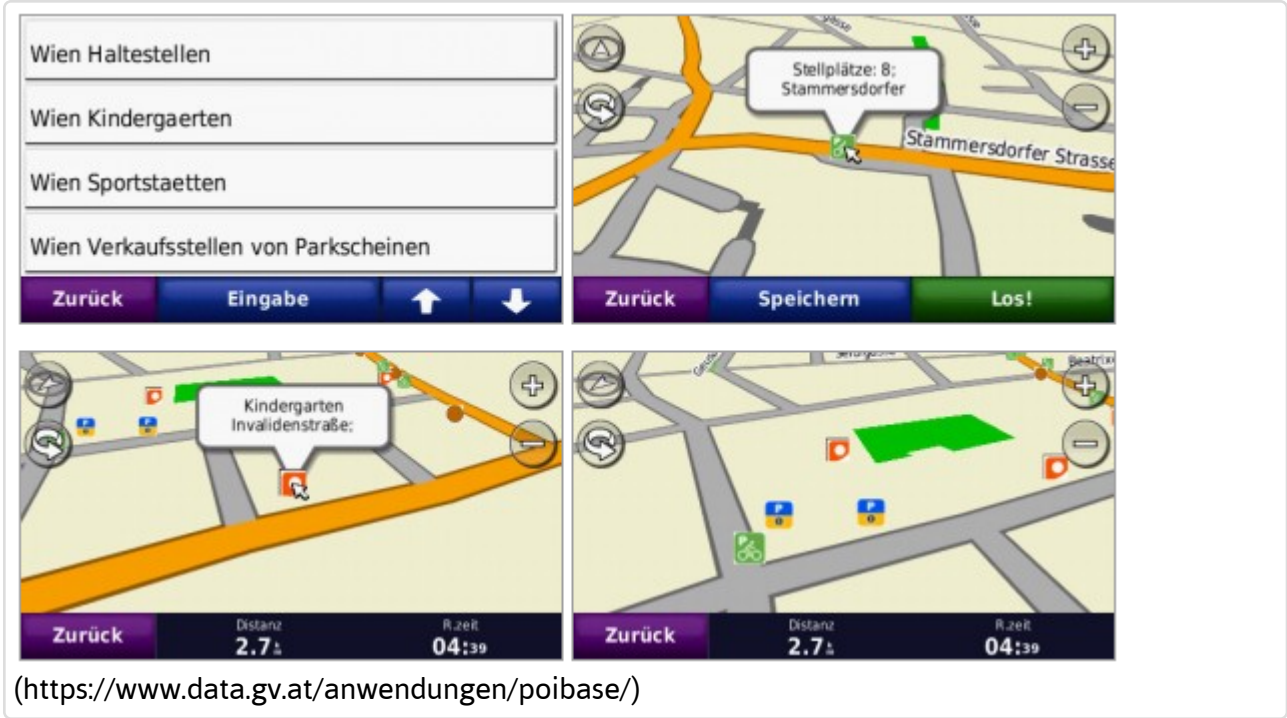 Wien Haltestellen
Wien Kindergaerten
Wien Sportstaetten
Wien Verkaufsstellen von Parkscheinen
Zurück
Eingabe
Stellplätze: 8;
Stammersdorfer
Stammersdorfer Strasse
Zurück
Speichern
Los!
Kindergarten
Invalidenstraße;
Zurück
Distanz
2.7
R.zeit
04:39
Zurück
Distanz
2.7
R.zeit
04:39
(https://www.data.gv.at/anwendungen/poibase/)